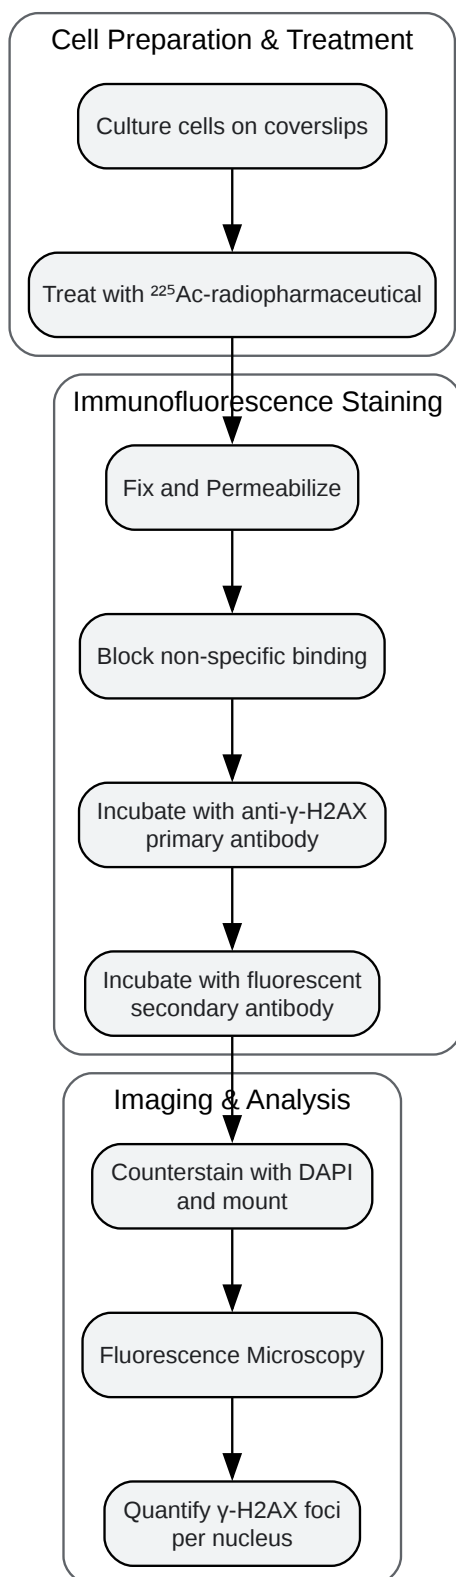 Cell Preparation & Treatment
Culture cells on coverslips
Treat with ²²⁵Ac-radiopharmaceutical
Immunofluorescence Staining
Fix and Permeabilize
Block non-specific binding
Incubate with anti-γ-H2AX
primary antibody
Incubate with fluorescent
secondary antibody
Imaging & Analysis
Counterstain with DAPI
and mount
Fluorescence Microscopy
Quantify γ-H2AX foci
per nucleus